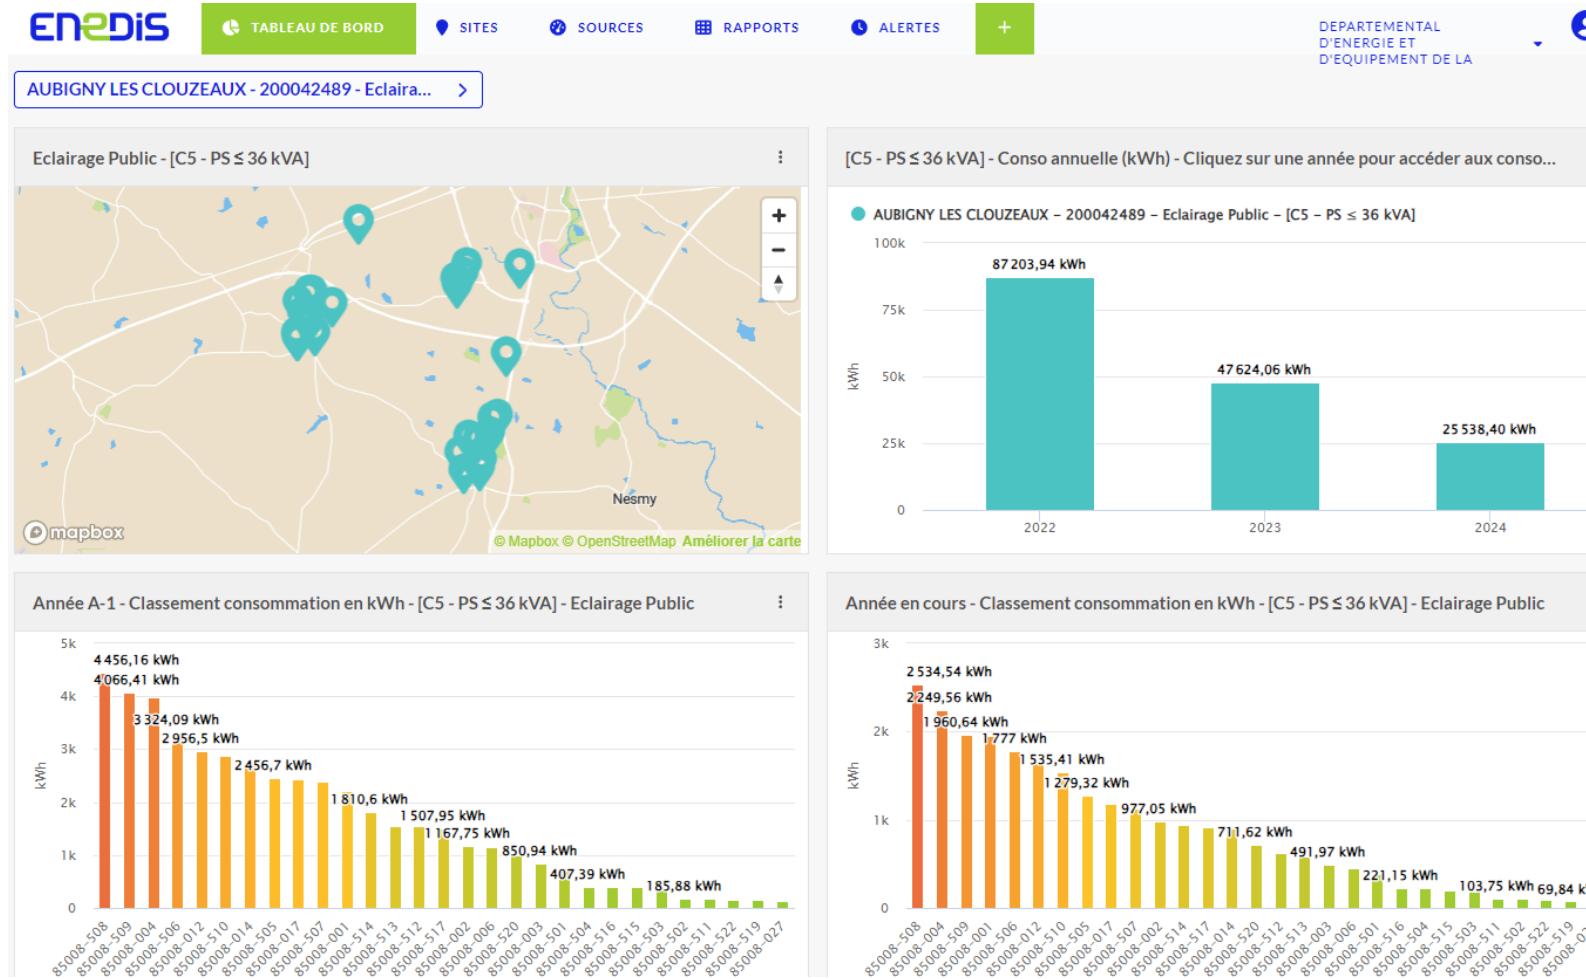 ENEDIS
TABLEAU DE BORD
SITES
SOURCES
RAPPORTS
ALERTES
+
DEPARTEMENTAL
D'ENERGIE ET
D'EQUIPEMENT DE LA
AUBIGNY LES CLOUZEAUX - 200042489 - Eclaira...
Eclairage Public - [C5 - PS ≤ 36 kVA]
Nesmy
mapbox
© Mapbox © OpenStreetMap Améliorer la carte
[C5 - PS ≤ 36 kVA] - Conso annuelle (kWh) - Cliquez sur une année pour accéder aux conso...
AUBIGNY LES CLOUZEAUX – 200042489 – Eclairage Public – [C5 – PS ≤ 36 kVA]
100k
87 203,94 kWh
75k
47 624,06 kWh
kWh
50k
25 538,40 kWh
25k
0
2022 2023 2024
Année A-1 - Classement consommation en kWh - [C5 - PS ≤ 36 kVA] - Eclairage Public
5k
4 456,16 kWh
4 066,41 kWh
4k
3 324,09 kWh
2 956,5 kWh
3k
2 456,7 kWh
kWh
2k
1 810,6 kWh
1 507,95 kWh
1 167,75 kWh
1k
850,94 kWh
407,39 kWh
185,88 kWh
0
85008-508
85008-509
85008-004
85008-506
85008-012
85008-510
85008-014
85008-505
85008-017
85008-507
85008-001
85008-514
85008-513
85008-512
85008-517
85008-002
85008-006
85008-520
85008-003
85008-501
85008-504
85008-516
85008-515
85008-503
85008-502
85008-511
85008-522
85008-519
85008-027
Année en cours - Classement consommation en kWh - [C5 - PS ≤ 36 kVA] - Eclairage Public
3k
2 534,54 kWh
2 249,56 kWh
1 960,64 kWh
2k
1 777 kWh
1 535,41 kWh
kWh
1 279,32 kWh
977,05 kWh
1k
711,62 kWh
491,97 kWh
221,15 kWh
103,75 kWh
69,84 k
0
85008-508
85008-004
85008-509
85008-001
85008-506
85008-012
85008-510
85008-505
85008-017
85008-507
85008-002
85008-514
85008-517
85008-014
85008-520
85008-512
85008-513
85008-003
85008-006
85008-501
85008-516
85008-504
85008-515
85008-503
85008-511
85008-502
85008-522
85008-519